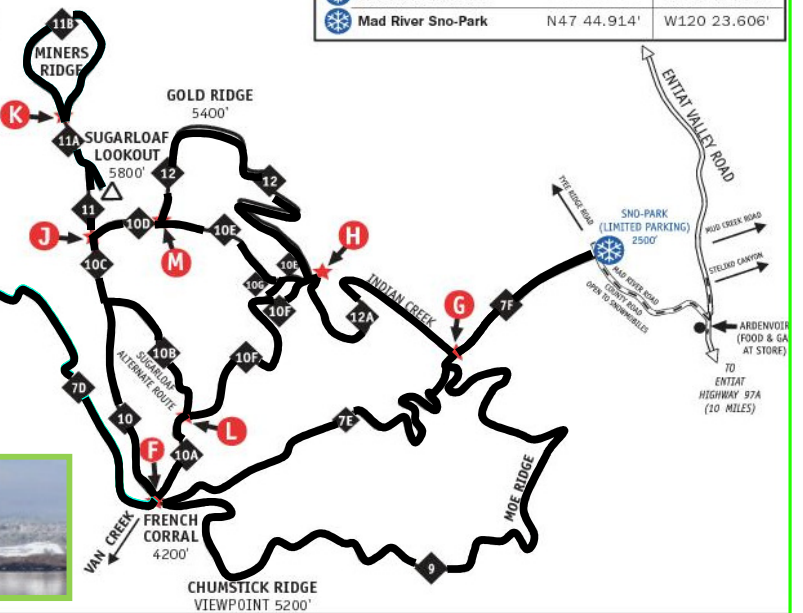 Mad River Sno-Park N47 44.914' W120 23.606'
11B
MINERS
RIDGE
K
11A
SUGARLOAF
LOOKOUT
5800'
GOLD RIDGE
5400'
12
12
11
J
10D
M
10E
H
10C
10E
10G
10F
12A
INDIAN CREEK
G
7F
ENTIAT VALLEY ROAD
TYEE RIDGE ROAD
SNO-PARK
(LIMITED PARKING)
2500'
MUD CREEK ROAD
STELIKO CANYON
MAD RIVER ROAD
COUNTY ROAD
OPEN TO SNOWMOBILES
ARDENVOIR
(FOOD & GA
AT STORE)
TO
ENTIAT
HIGHWAY 97A
(10 MILES)
10B
SUGARLOAF
ALTERNATE ROUTE
10F
7D
10
L
7E
F
10A
MOE RIDGE
FRENCH
CORRAL
4200'
VAN CREEK
9
CHUMSTICK RIDGE
VIEWPOINT 5200'